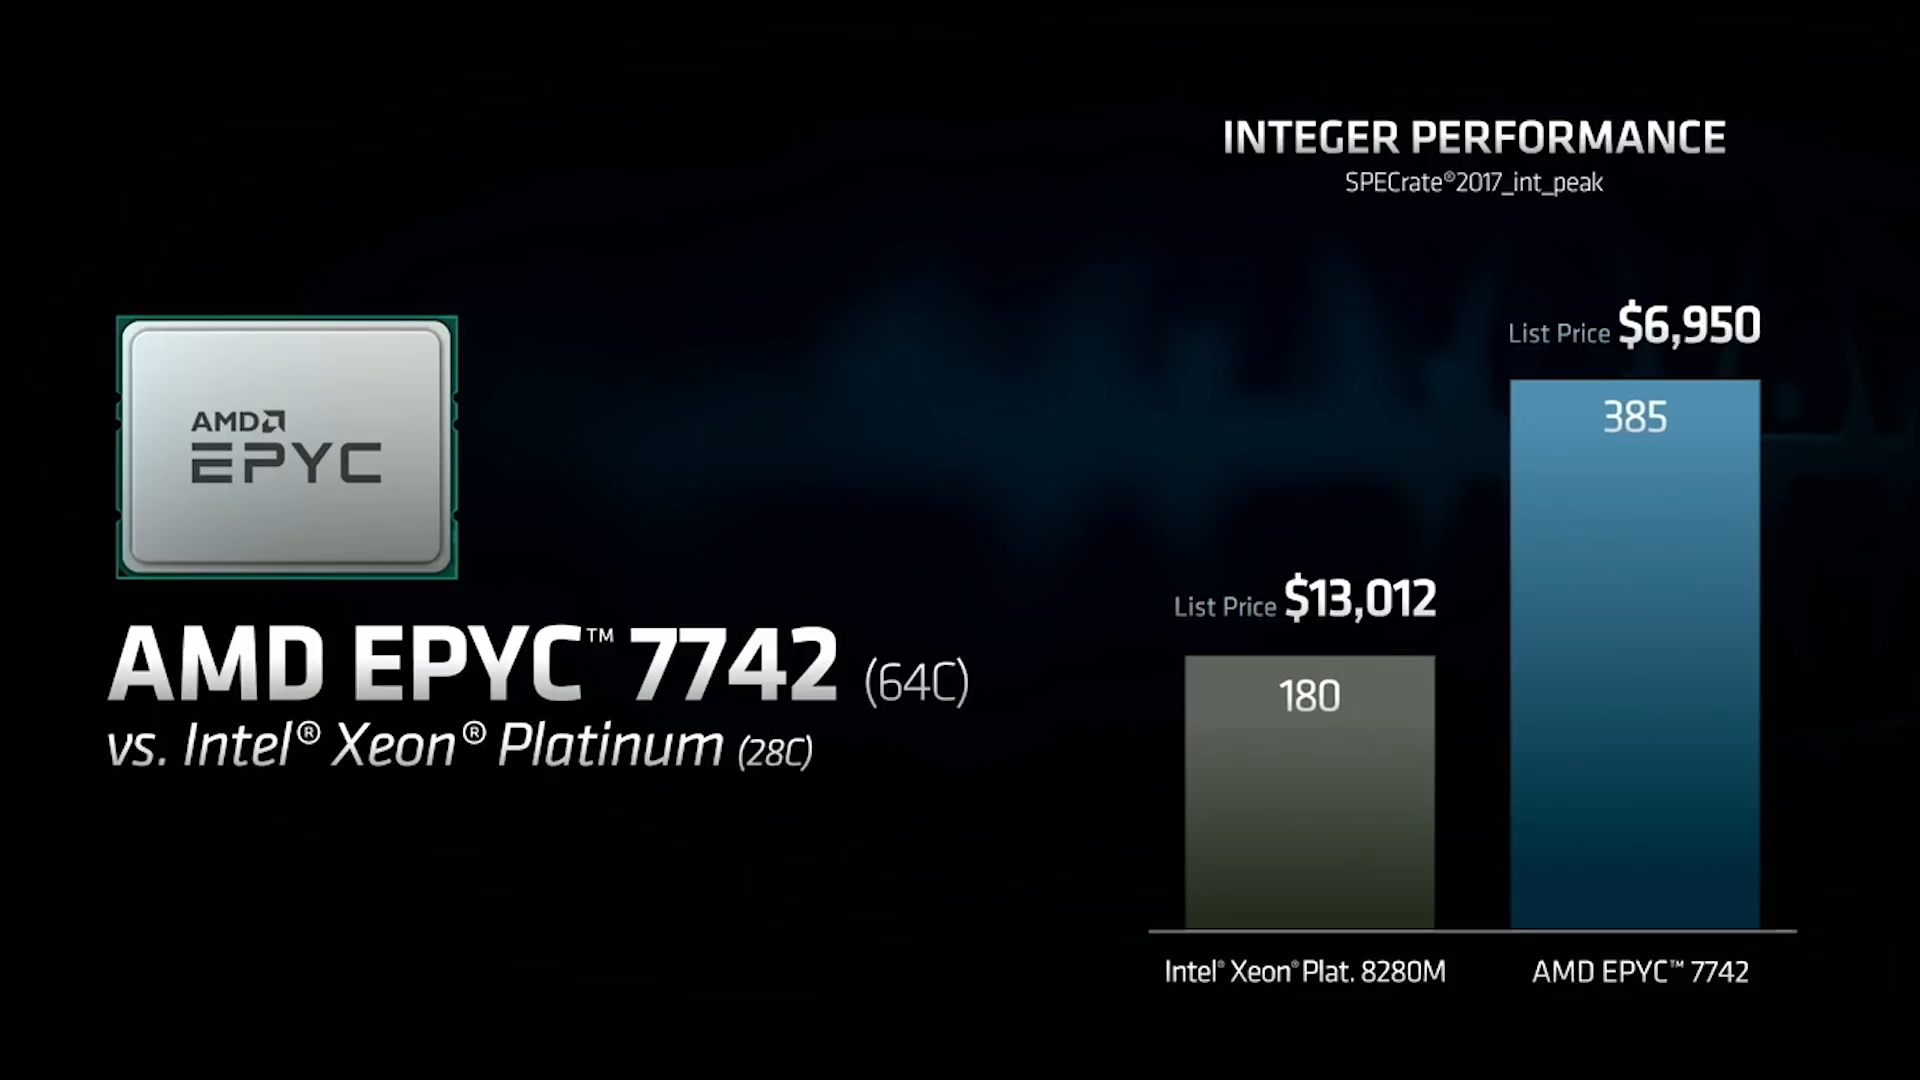 INTEGER PERFORMANCE
SPECrate®2017_int_peak
List Price $6,950
385
AMD
EPYC
List Price $13,012
180
AMD EPYC™ 7742 (64C)
vs. Intel® Xeon® Platinum (28C)
Intel® Xeon® Plat. 8280M
AMD EPYC™ 7742